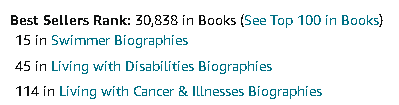 Best Sellers Rank: 30,838 in Books (See Top 100 in Books)
15 in Swimmer Biographies
45 in Living with Disabilities Biographies
114 in Living with Cancer & Illnesses Biographies